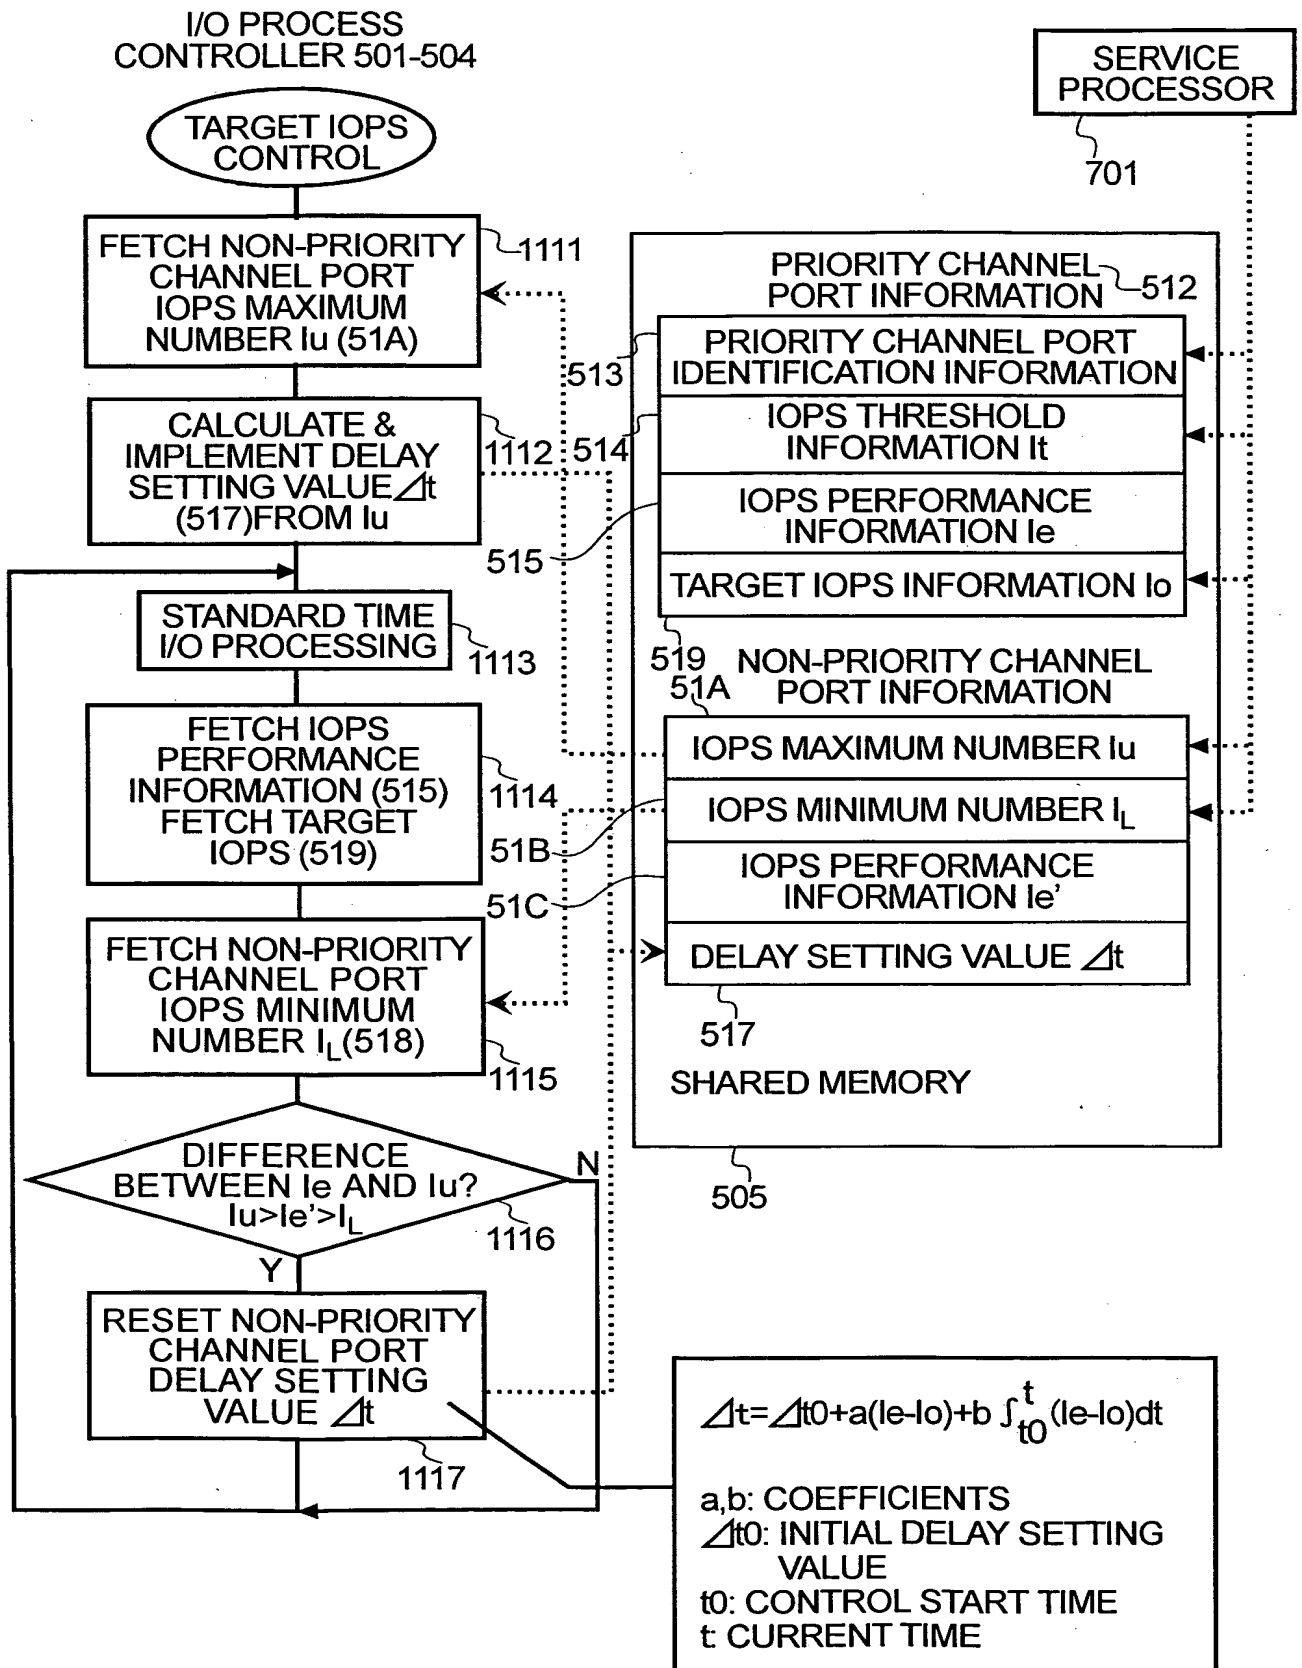 I/O PROCESS
CONTROLLER 501-504
TARGET IOPS
CONTROL
FETCH NON-PRIORITY
CHANNEL PORT
IOPS MAXIMUM
NUMBER Iu (51A)
1111
CALCULATE &
IMPLEMENT DELAY
SETTING VALUE ⊿t
(517)FROM Iu
1112
STANDARD TIME
I/O PROCESSING
1113
FETCH IOPS
PERFORMANCE
INFORMATION (515)
FETCH TARGET
IOPS (519)
1114
FETCH NON-PRIORITY
CHANNEL PORT
IOPS MINIMUM
NUMBER IL(518)
1115
DIFFERENCE
BETWEEN Ie AND Iu?
Iu>Ie'>IL
N
1116
Y
RESET NON-PRIORITY
CHANNEL PORT
DELAY SETTING
VALUE ⊿t
1117
SERVICE
PROCESSOR
701
PRIORITY CHANNEL
PORT INFORMATION
512
513
PRIORITY CHANNEL PORT
IDENTIFICATION INFORMATION
514
IOPS THRESHOLD
INFORMATION It
515
IOPS PERFORMANCE
INFORMATION Ie
TARGET IOPS INFORMATION Io
519
NON-PRIORITY CHANNEL
PORT INFORMATION
51A
IOPS MAXIMUM NUMBER Iu
IOPS MINIMUM NUMBER IL
51B
IOPS PERFORMANCE
INFORMATION Ie'
51C
DELAY SETTING VALUE ⊿t
517
SHARED MEMORY
505
⊿t=⊿t0+a(Ie-Io)+b ∫t0t(Ie-Io)dt
a,b: COEFFICIENTS
⊿t0: INITIAL DELAY SETTING
VALUE
t0: CONTROL START TIME
t: CURRENT TIME